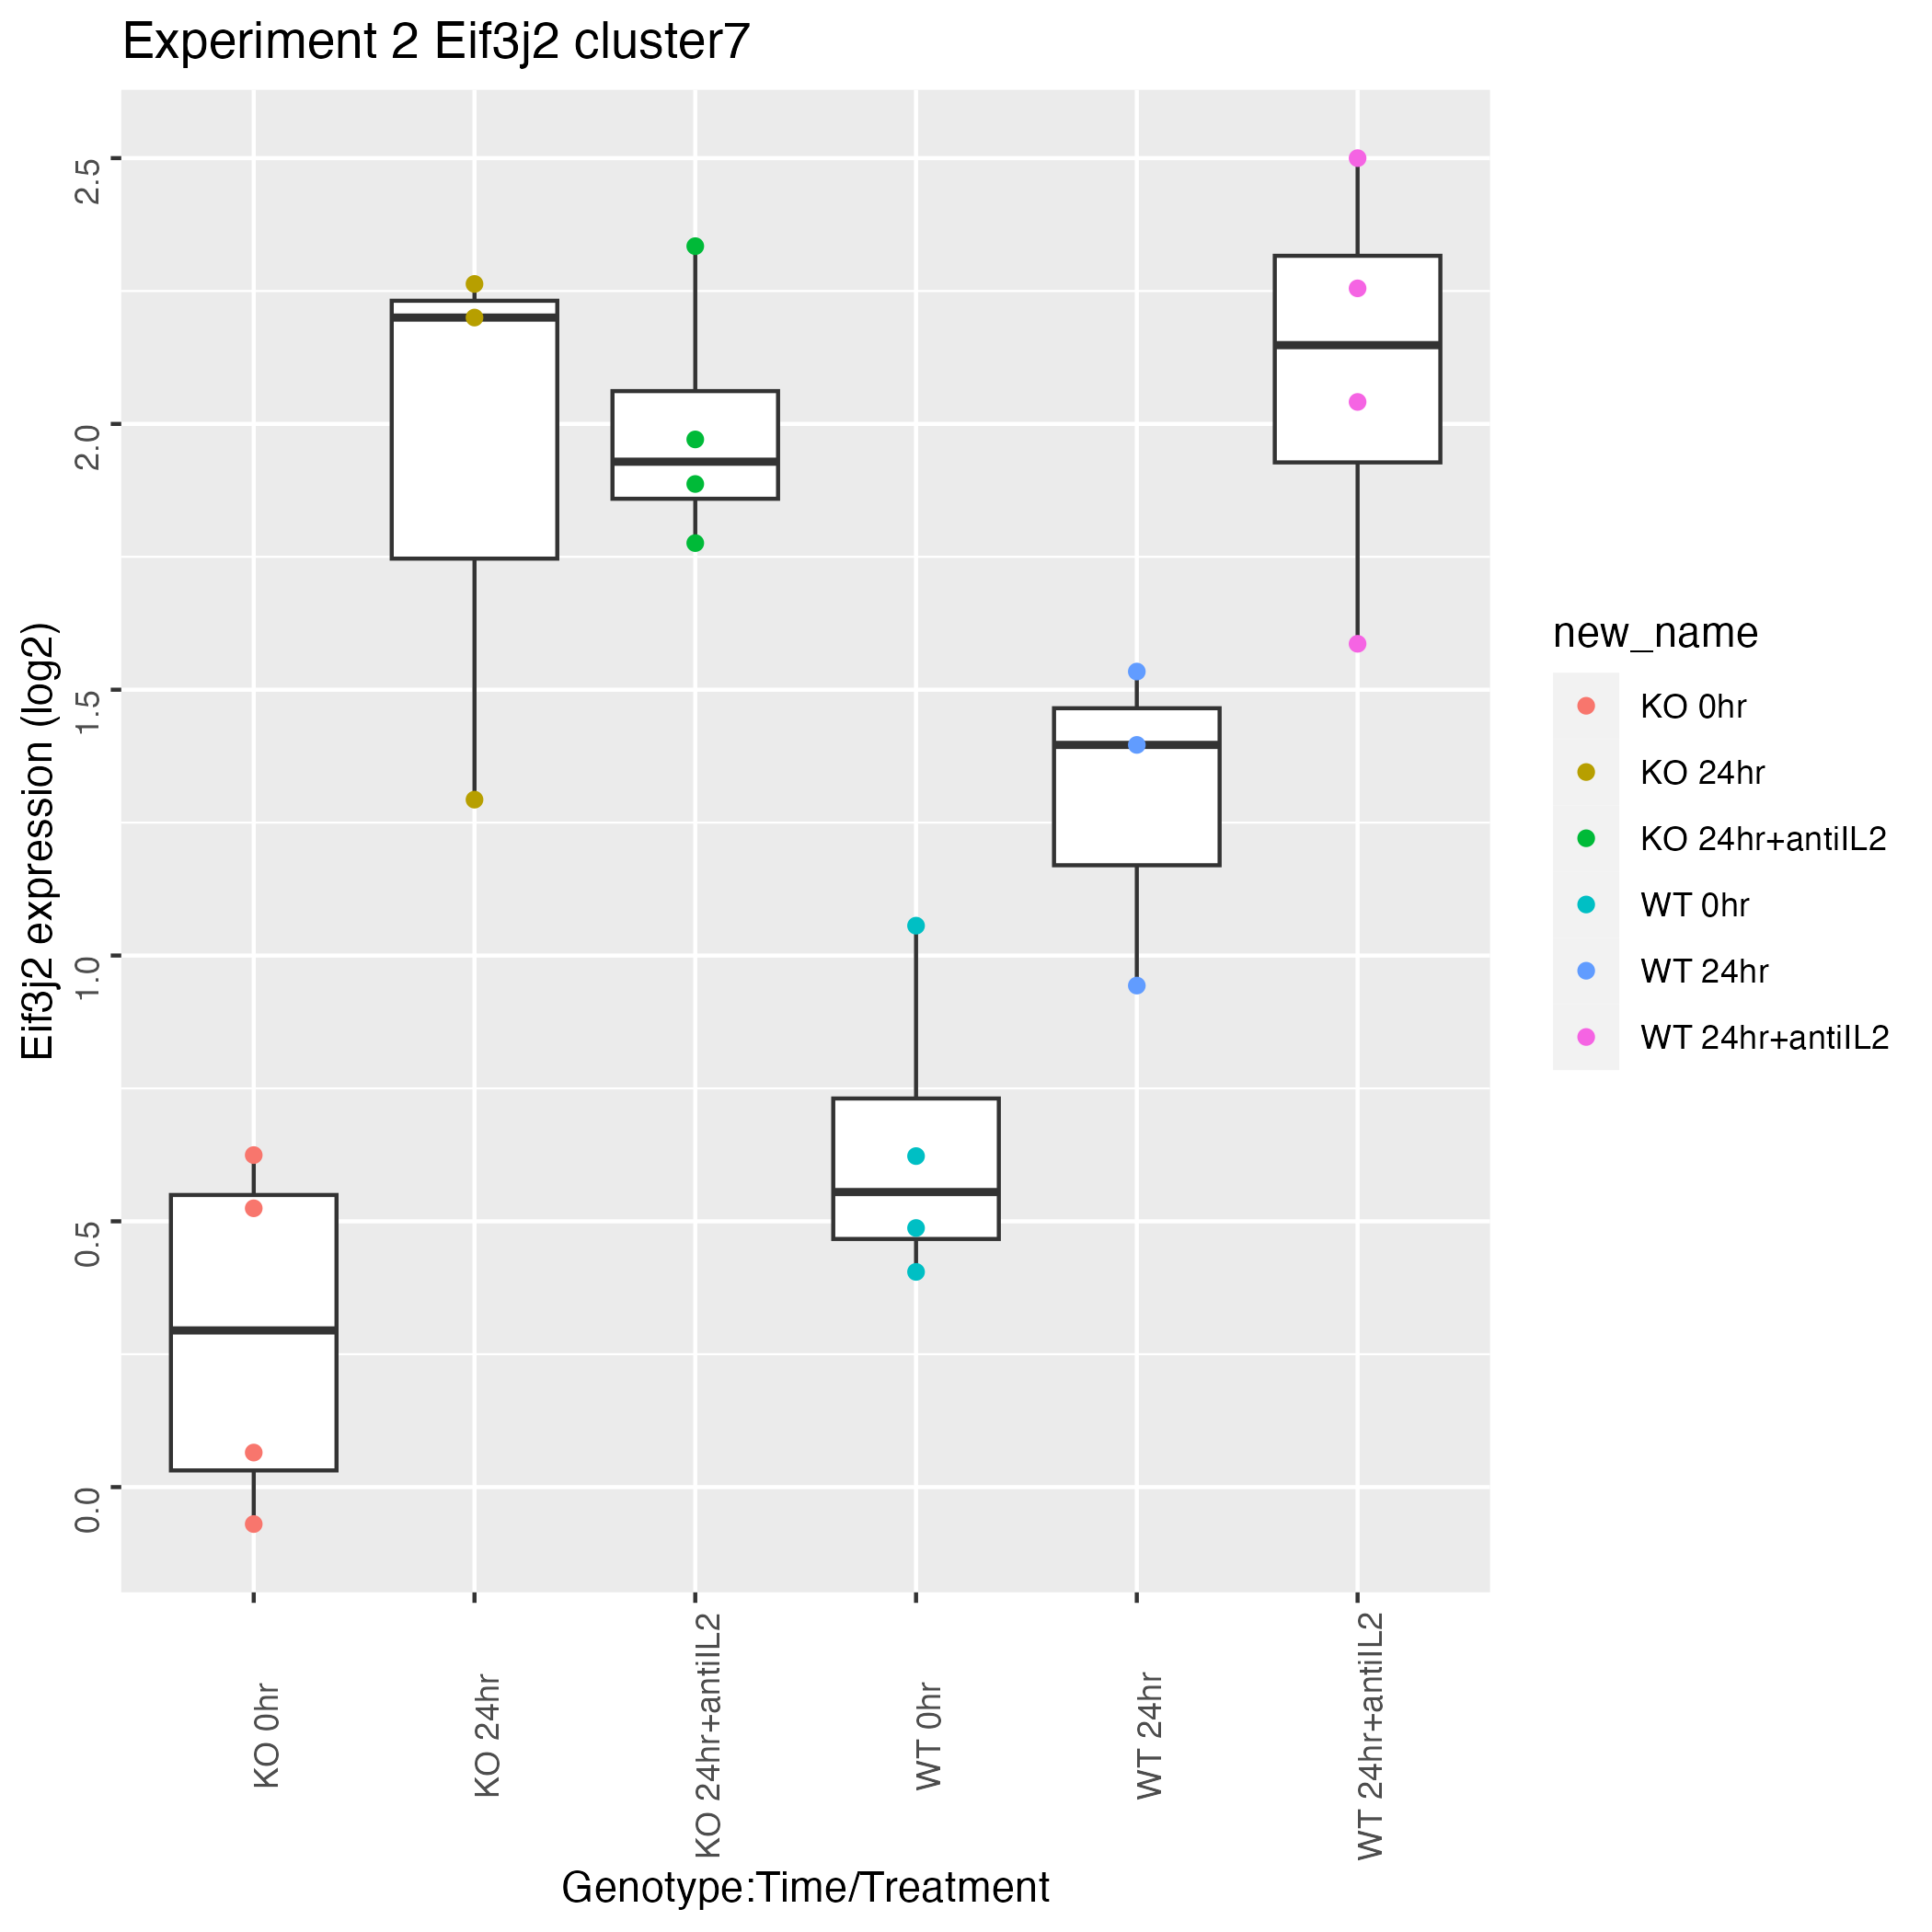 Experiment 2 Eif3j2 cluster7
Eif3j2 expression (log2)
2.5
2.0
1.5
1.0
0.5
0.0
KO 0hr
KO 24hr
KO 24hr+antiIL2
WT 0hr
WT 24hr
WT 24hr+antiIL2
Genotype:Time/Treatment
new_name
KO 0hr
KO 24hr
KO 24hr+antiIL2
WT 0hr
WT 24hr
WT 24hr+antiIL2